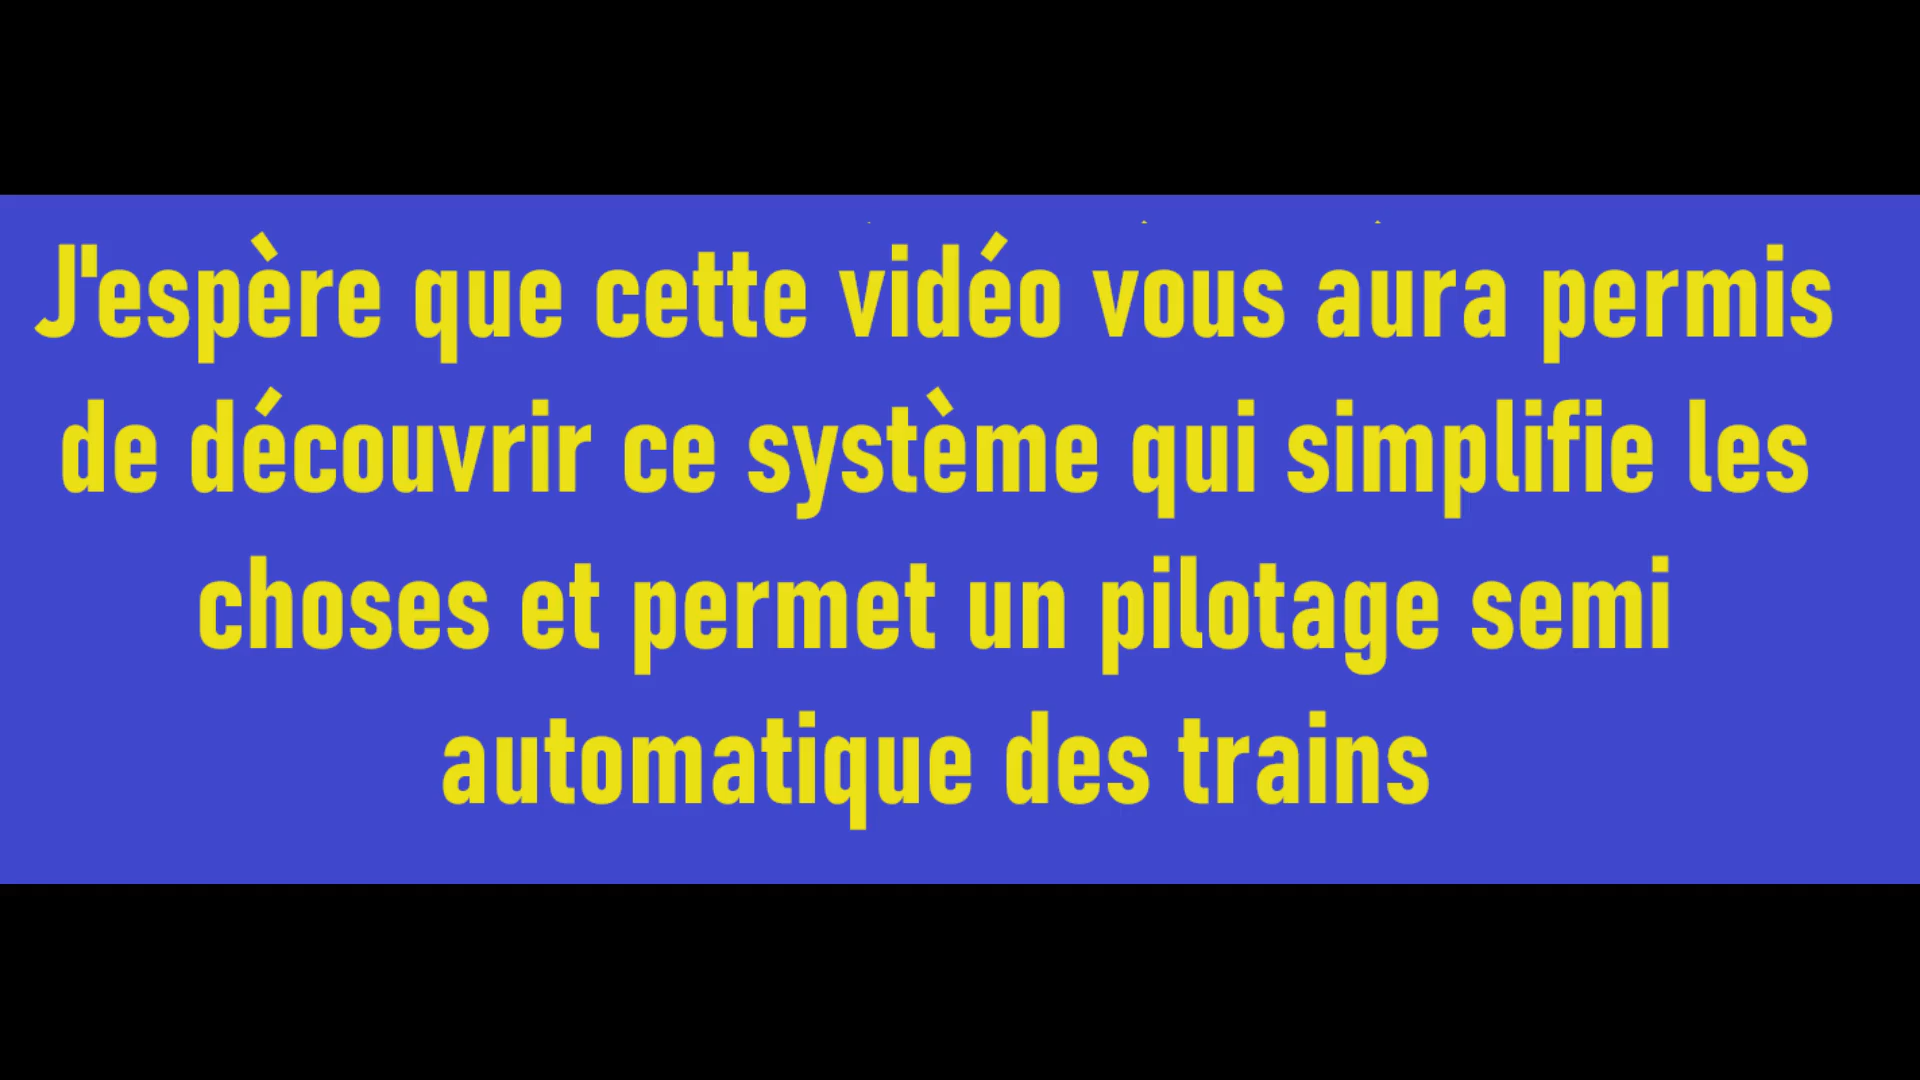 J'espère que cette vidéo vous aura permis
de découvrir ce système qui simplifie les
choses et permet un pilotage semi
automatique des trains